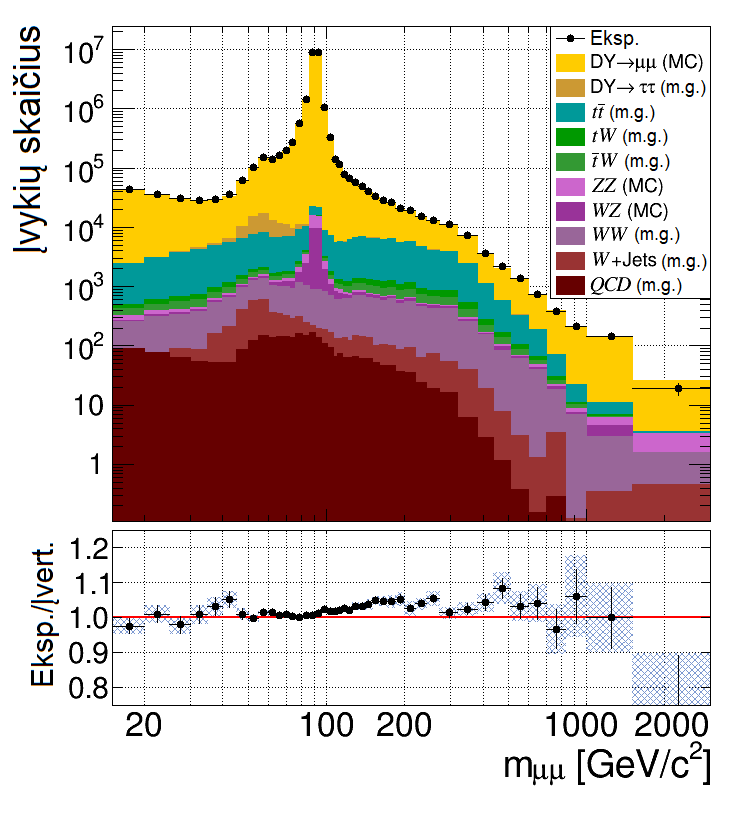 Įvykių skaičius
10⁷
10⁶
10⁵
10⁴
10³
10²
10
1
Eksp.
DY→μμ (MC)
DY→ττ (m.g.)
tt̄ (m.g.)
tW (m.g.)
t̄W (m.g.)
ZZ (MC)
WZ (MC)
WW (m.g.)
W+Jets (m.g.)
QCD (m.g.)
Eksp./Įvert.
1.2
1.1
1.0
0.9
0.8
20 100 200 1000 2000
mμμ [GeV/c²]